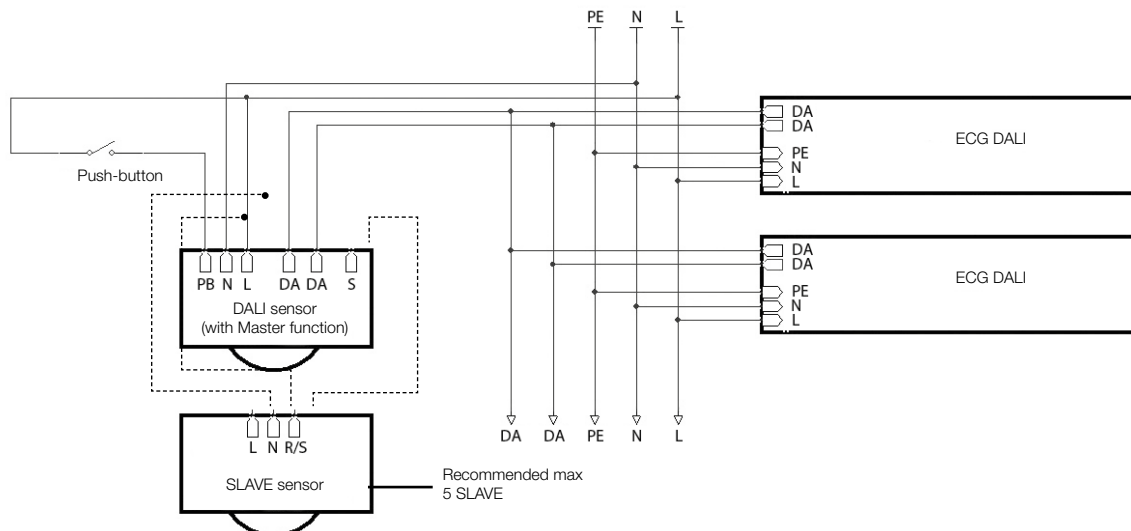 PE N L
DA
DA
PE
N
L
ECG DALI
Push-button
PB N L DA DA S
DALI sensor
(with Master function)
DA
DA
PE
N
L
ECG DALI
DA DA PE N L
L N R/S
SLAVE sensor
Recommended max
5 SLAVE